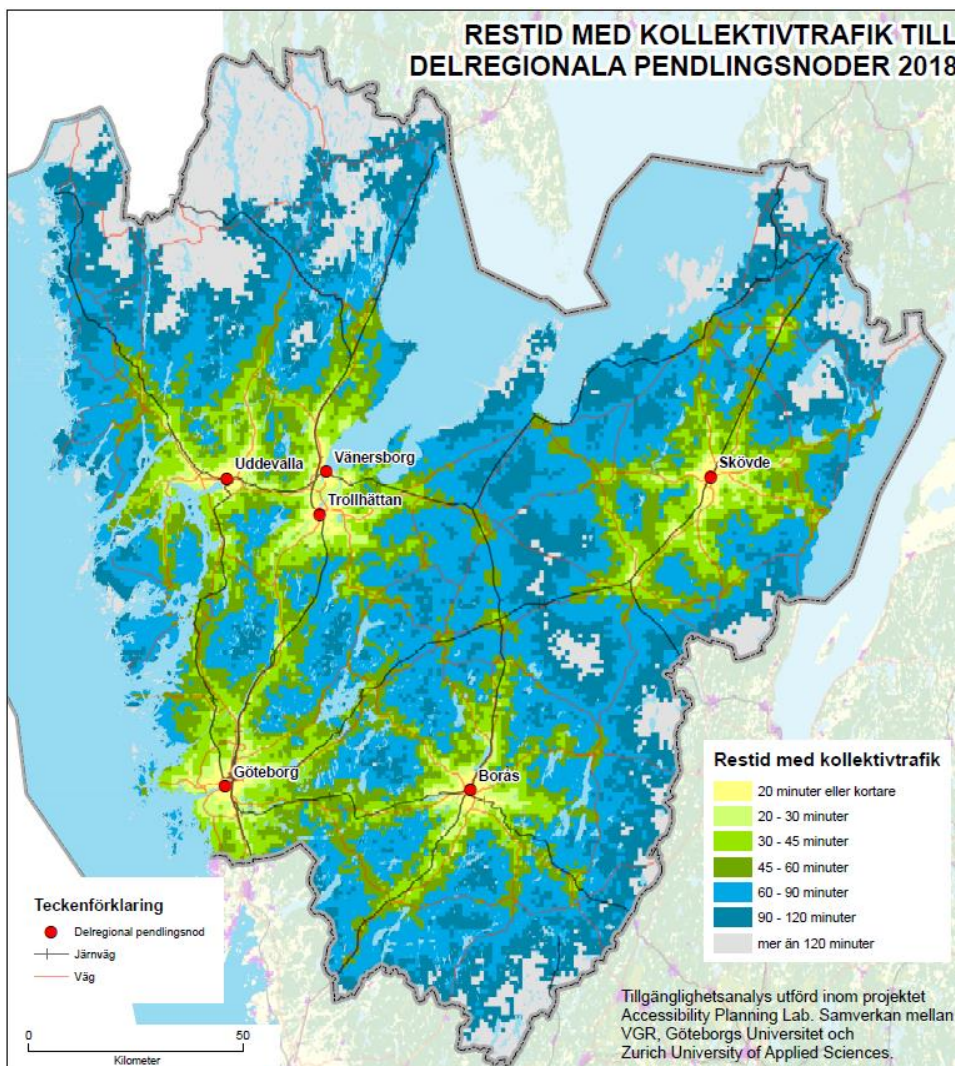 RESTID MED KOLLEKTIVTRAFIK TILL
DELREGIONALA PENDLINGSNODER 2018
Uddevalla
Vänersborg
Trollhättan
Skövde
Göteborg
Borås
Restid med kollektivtrafik
20 minuter eller kortare
20 - 30 minuter
30 - 45 minuter
45 - 60 minuter
60 - 90 minuter
90 - 120 minuter
mer än 120 minuter
Teckenförklaring
Delregional pendlingsnod
Järnväg
Väg
0 50
Kilometer
Tillgänglighetsanalys utförd inom projektet
Accessibility Planning Lab. Samverkan mellan
VGR, Göteborgs Universitet och
Zurich University of Applied Sciences.